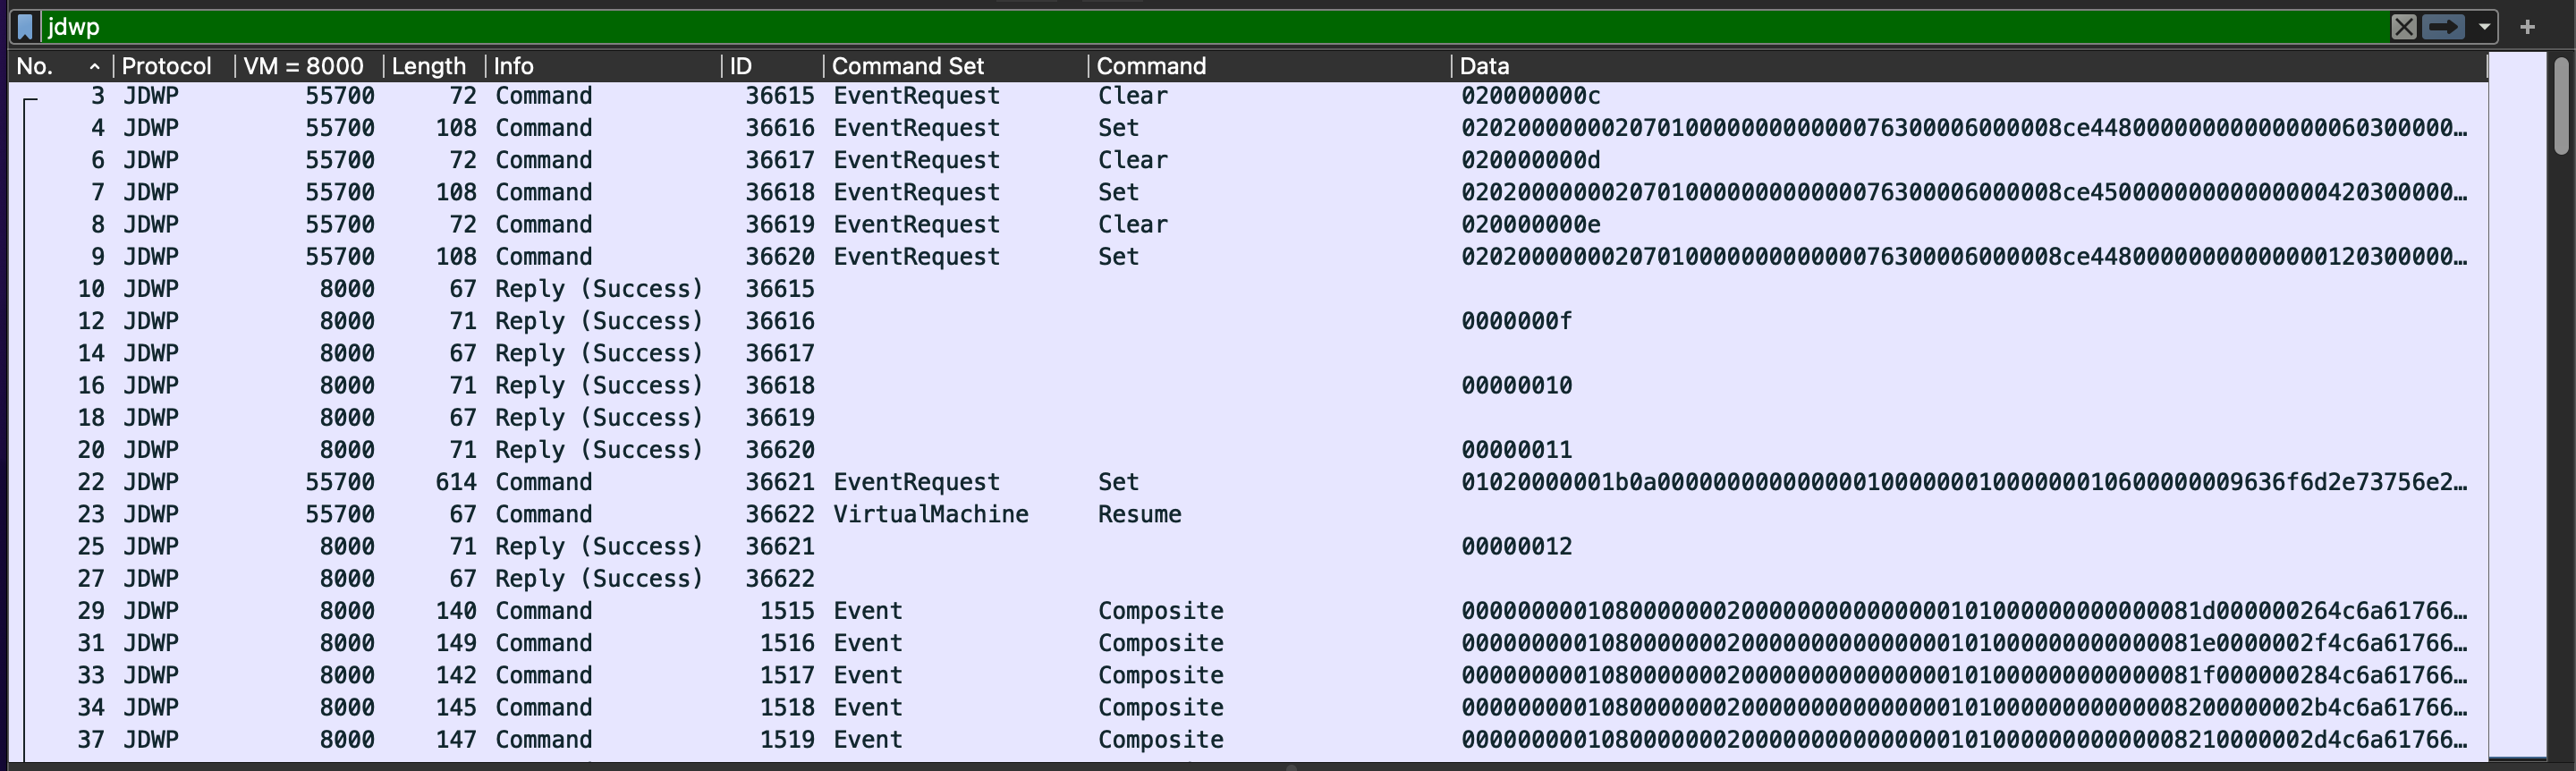 jdwp
No. Protocol VM = 8000 Length Info ID Command Set Command Data
3 JDWP 55700 72 Command 36615 EventRequest Clear 020000000c
4 JDWP 55700 108 Command 36616 EventRequest Set 0202000000020701000000000000076300006000008ce44800000000000000060300000…
6 JDWP 55700 72 Command 36617 EventRequest Clear 020000000d
7 JDWP 55700 108 Command 36618 EventRequest Set 0202000000020701000000000000076300006000008ce45000000000000000420300000…
8 JDWP 55700 72 Command 36619 EventRequest Clear 020000000e
9 JDWP 55700 108 Command 36620 EventRequest Set 0202000000020701000000000000076300006000008ce44800000000000000120300000…
10 JDWP 8000 67 Reply (Success) 36615
12 JDWP 8000 71 Reply (Success) 36616 0000000f
14 JDWP 8000 67 Reply (Success) 36617
16 JDWP 8000 71 Reply (Success) 36618 00000010
18 JDWP 8000 67 Reply (Success) 36619
20 JDWP 8000 71 Reply (Success) 36620 00000011
22 JDWP 55700 614 Command 36621 EventRequest Set 01020000001b0a000000000000000100000001000000010600000009636f6d2e73756e2…
23 JDWP 55700 67 Command 36622 VirtualMachine Resume
25 JDWP 8000 71 Reply (Success) 36621 00000012
27 JDWP 8000 67 Reply (Success) 36622
29 JDWP 8000 140 Command 1515 Event Composite 00000000010800000002000000000000000101000000000000081d000000264c6a61766…
31 JDWP 8000 149 Command 1516 Event Composite 00000000010800000002000000000000000101000000000000081e0000002f4c6a61766…
33 JDWP 8000 142 Command 1517 Event Composite 00000000010800000002000000000000000101000000000000081f000000284c6a61766…
34 JDWP 8000 145 Command 1518 Event Composite 0000000001080000000200000000000000010100000000000008200000002b4c6a61766…
37 JDWP 8000 147 Command 1519 Event Composite 0000000001080000000200000000000000010100000000000008210000002d4c6a61766…